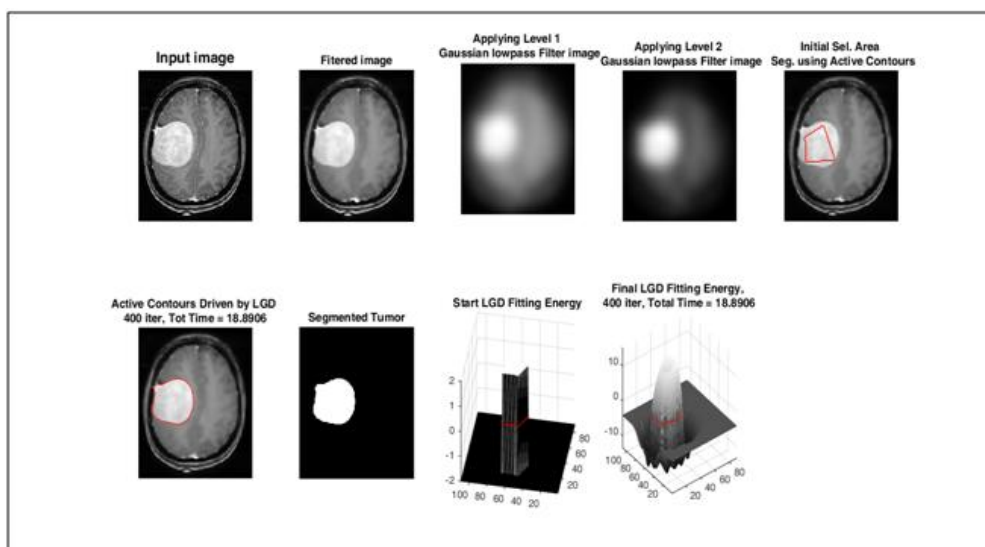 Input image
Filtered image
Applying Level 1
Gaussian lowpass Filter image
Applying Level 2
Gaussian lowpass Filter image
Initial Sel. Area
Seg. using Active Contours
Active Contours Driven by LGD
400 iter, Tot Time = 18.8906
Segmented Tumor
Start LGD Fitting Energy
2
1
0
-1
-2
100 80 60 40 20
20
40
60
80
Final LGD Fitting Energy,
400 iter, Total Time = 18.8906
10
0
-10
100
80
60
40
20
20
40
60
80